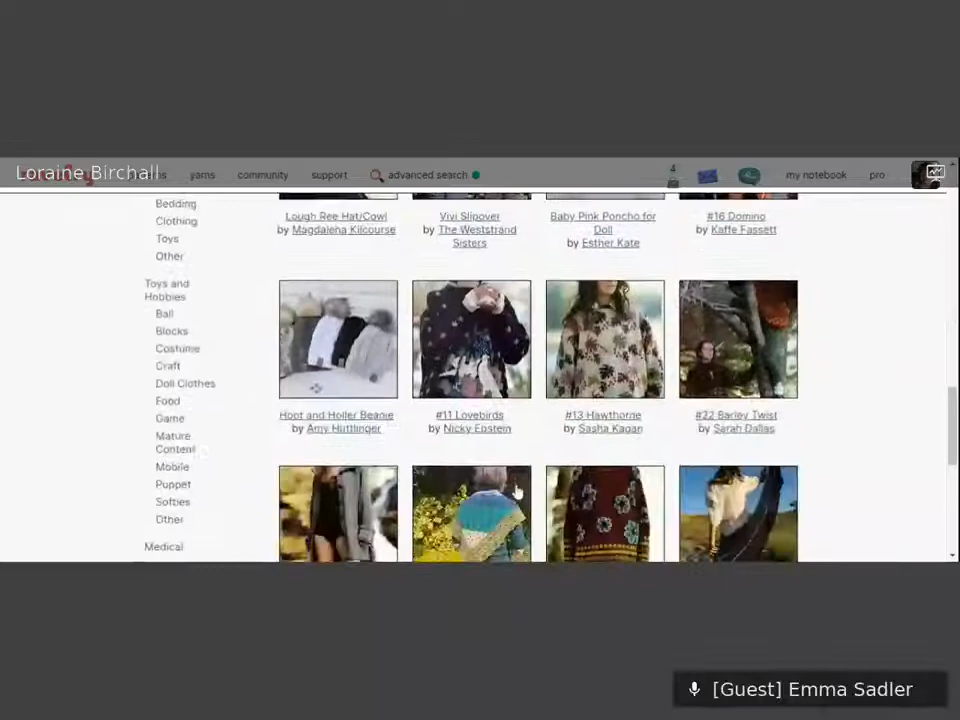 Loraine Birchall
yarns
community
support
advanced search
4
my notebook
pro
Bedding
Clothing
Toys
Other
Toys and
Hobbies
Ball
Blocks
Costume
Craft
Doll Clothes
Food
Game
Mature
Content
Mobile
Puppet
Softies
Other
Medical
Lough Ree Hat/Cowl
by Magdalena Kilcourse
Vivi Slipover
by The Weststrand
Sisters
Baby Pink Poncho for
Doll
by Esther Kate
#16 Domino
by Kaffe Fassett
Hoot and Holler Beanie
by Amy Huttlinger
#11 Lovebirds
by Nicky Epstein
#13 Hawthorne
by Sasha Kagan
#22 Barley Twist
by Sarah Dallas
[Guest] Emma Sadler